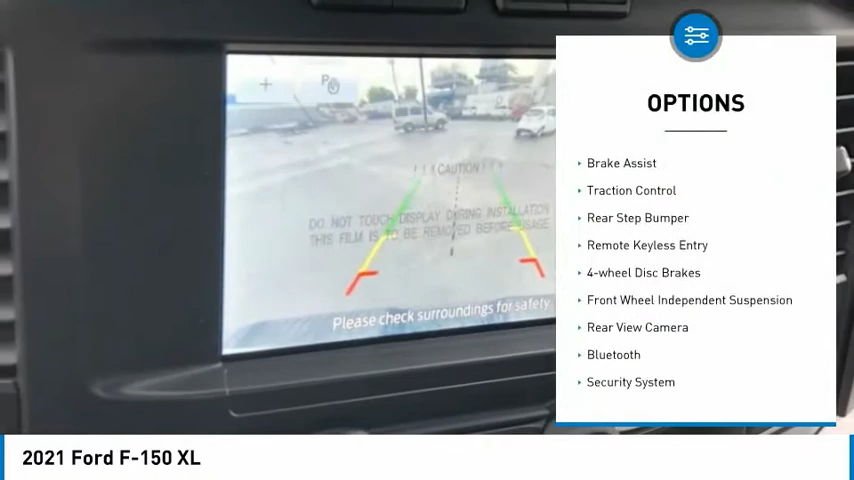 P
! ! ! CAUTION ! ! !
DO NOT TOUCH DISPLAY DURING INSTALLATION
THIS FILM IS TO BE REMOVED BEFORE USAGE
Please check surroundings for safety
OPTIONS
Brake Assist
Traction Control
Rear Step Bumper
Remote Keyless Entry
4-wheel Disc Brakes
Front Wheel Independent Suspension
Rear View Camera
Bluetooth
Security System
2021 Ford F-150 XL